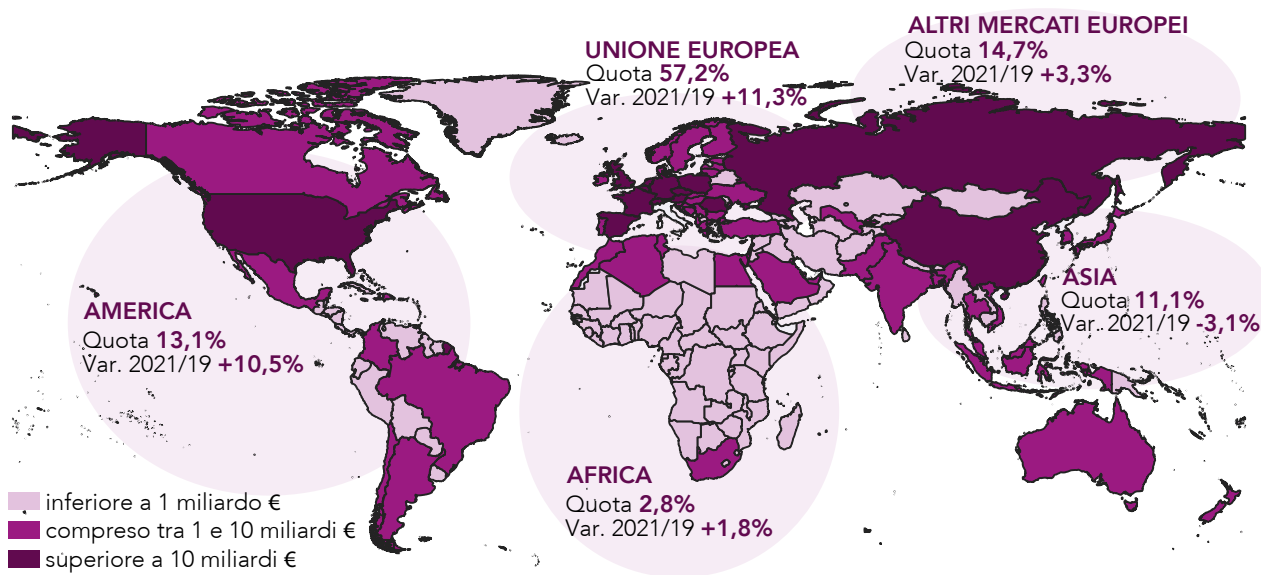 ALTRI MERCATI EUROPEI
Quota 14,7%
Var. 2021/19 +3,3%
UNIONE EUROPEA
Quota 57,2%
Var. 2021/19 +11,3%
ASIA
Quota 11,1%
Var. 2021/19 -3,1%
AMERICA
Quota 13,1%
Var. 2021/19 +10,5%
AFRICA
Quota 2,8%
Var. 2021/19 +1,8%
inferiore a 1 miliardo €
compreso tra 1 e 10 miliardi €
superiore a 10 miliardi €